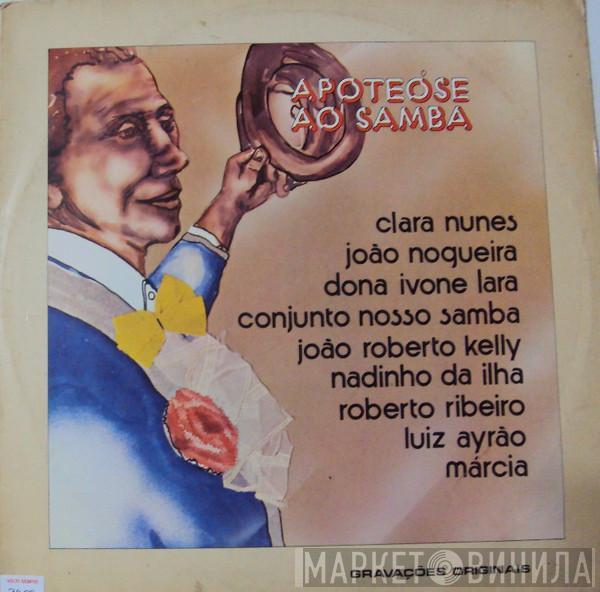 APOTEÓSE
AO SAMBA
clara nunes
joão nogueira
dona ivone lara
conjunto nosso samba
joão roberto kelly
nadinho da ilha
roberto ribeiro
luiz ayrão
márcia
МАРКЕТ ВИНИЛА
GRAVAÇÕES ORIGINAIS